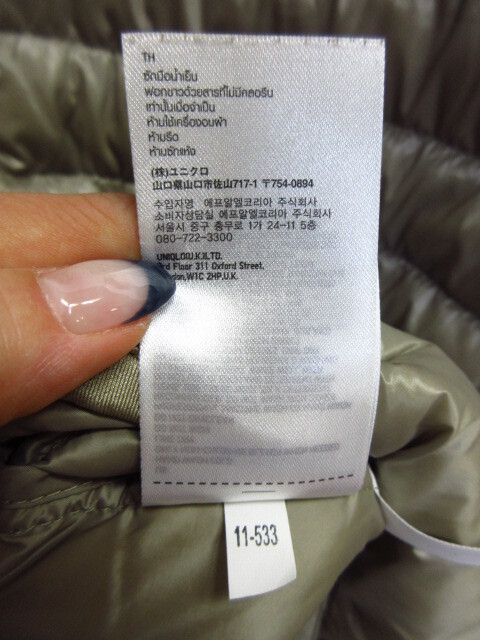 TH
ซักมือน้ำเย็น
ฟอกขาวด้วยสารที่ไม่มีคลอรีน
เท่านั้นเมื่อจำเป็น
ห้ามใช้เครื่องอบผ้า
ห้ามรีด
ห้ามซักแห้ง
(株)ユニクロ
山口県山口市佐山717-1 〒754-0894
수입자명 에프알엘코리아 주식회사
소비자상담실 에프알엘코리아 주식회사
서울시 중구 충무로 1가 24-11 5층
080-722-3300
UNIQLO(U.K)LTD.
3rd Floor 311 Oxford Street,
London,W1C 2HP,U.K.
11-533